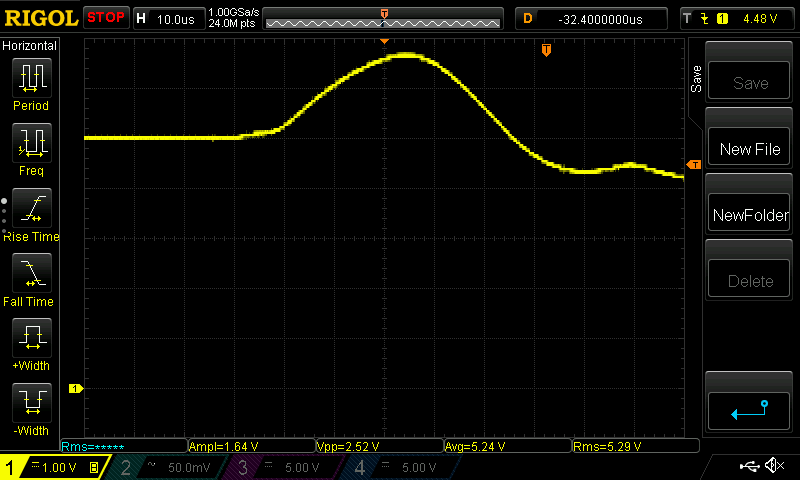 RIGOL STOP H 10.0us 1.00GSa/s 24.0M pts T D -32.4000000us T 1 4.48 V
Horizontal
Period
Freq
Rise Time
Fall Time
+Width
-Width
T
T
1
Save
Save
New File
NewFolder
Delete
Rms=***** Ampl=1.64 V Vpp=2.52 V Avg=5.24 V Rms=5.29 V
1 = 1.00 V B 2 ~ 50.0mV 3 = 5.00 V 4 = 5.00 V